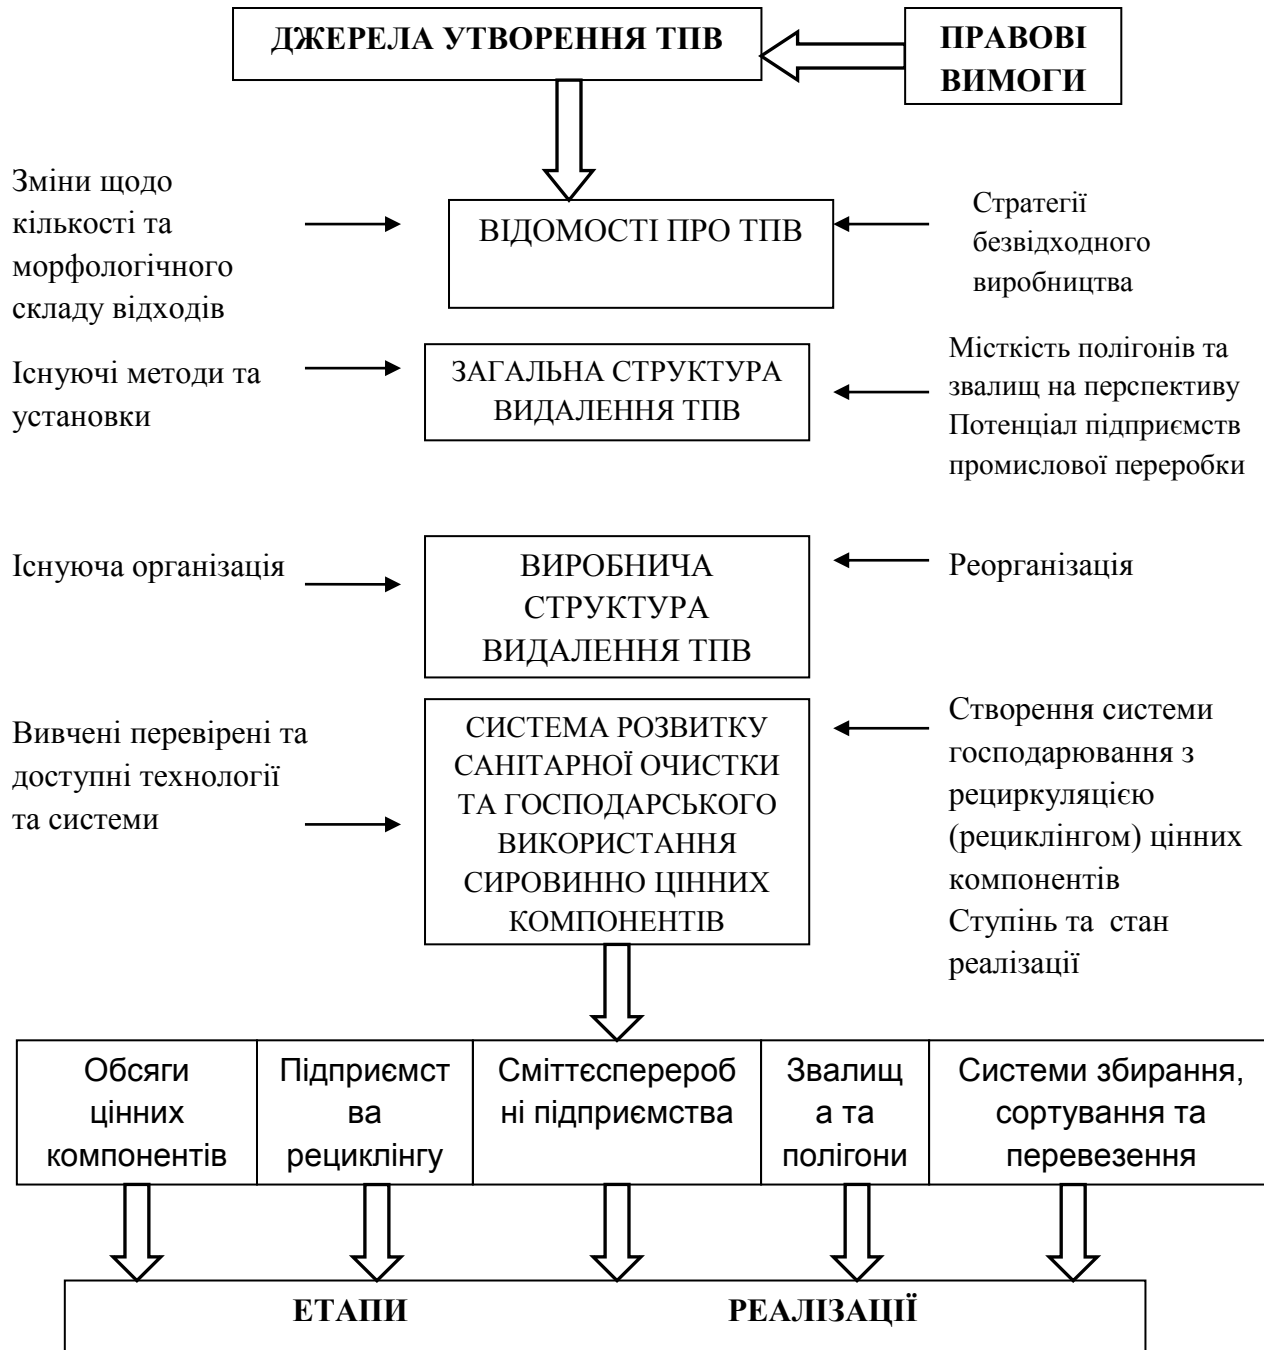 ДЖЕРЕЛА УТВОРЕННЯ ТПВ
ПРАВОВІ
ВИМОГИ
Зміни щодо
кількості та
морфологічного
складу відходів
ВІДОМОСТІ ПРО ТПВ
Стратегії
безвідходного
виробництва
Існуючі методи та
установки
ЗАГАЛЬНА СТРУКТУРА
ВИДАЛЕННЯ ТПВ
Місткість полігонів та
звалищ на перспективу
Потенціал підприємств
промислової переробки
Існуюча організація
ВИРОБНИЧА
СТРУКТУРА
ВИДАЛЕННЯ ТПВ
Реорганізація
Вивчені перевірені та
доступні технології
та системи
СИСТЕМА РОЗВИТКУ
САНІТАРНОЇ ОЧИСТКИ
ТА ГОСПОДАРСЬКОГО
ВИКОРИСТАННЯ
СИРОВИННО ЦІННИХ
КОМПОНЕНТІВ
Створення системи
господарювання з
рециркуляцією
(рециклінгом) цінних
компонентів
Ступінь та  стан
реалізації
Обсяги
цінних
компонентів
Підприємст
ва
рециклінгу
Сміттєсперероб
ні підприємства
Звалищ
а та
полігони
Системи збирання,
сортування та
перевезення
ЕТАПИ РЕАЛІЗАЦІЇ